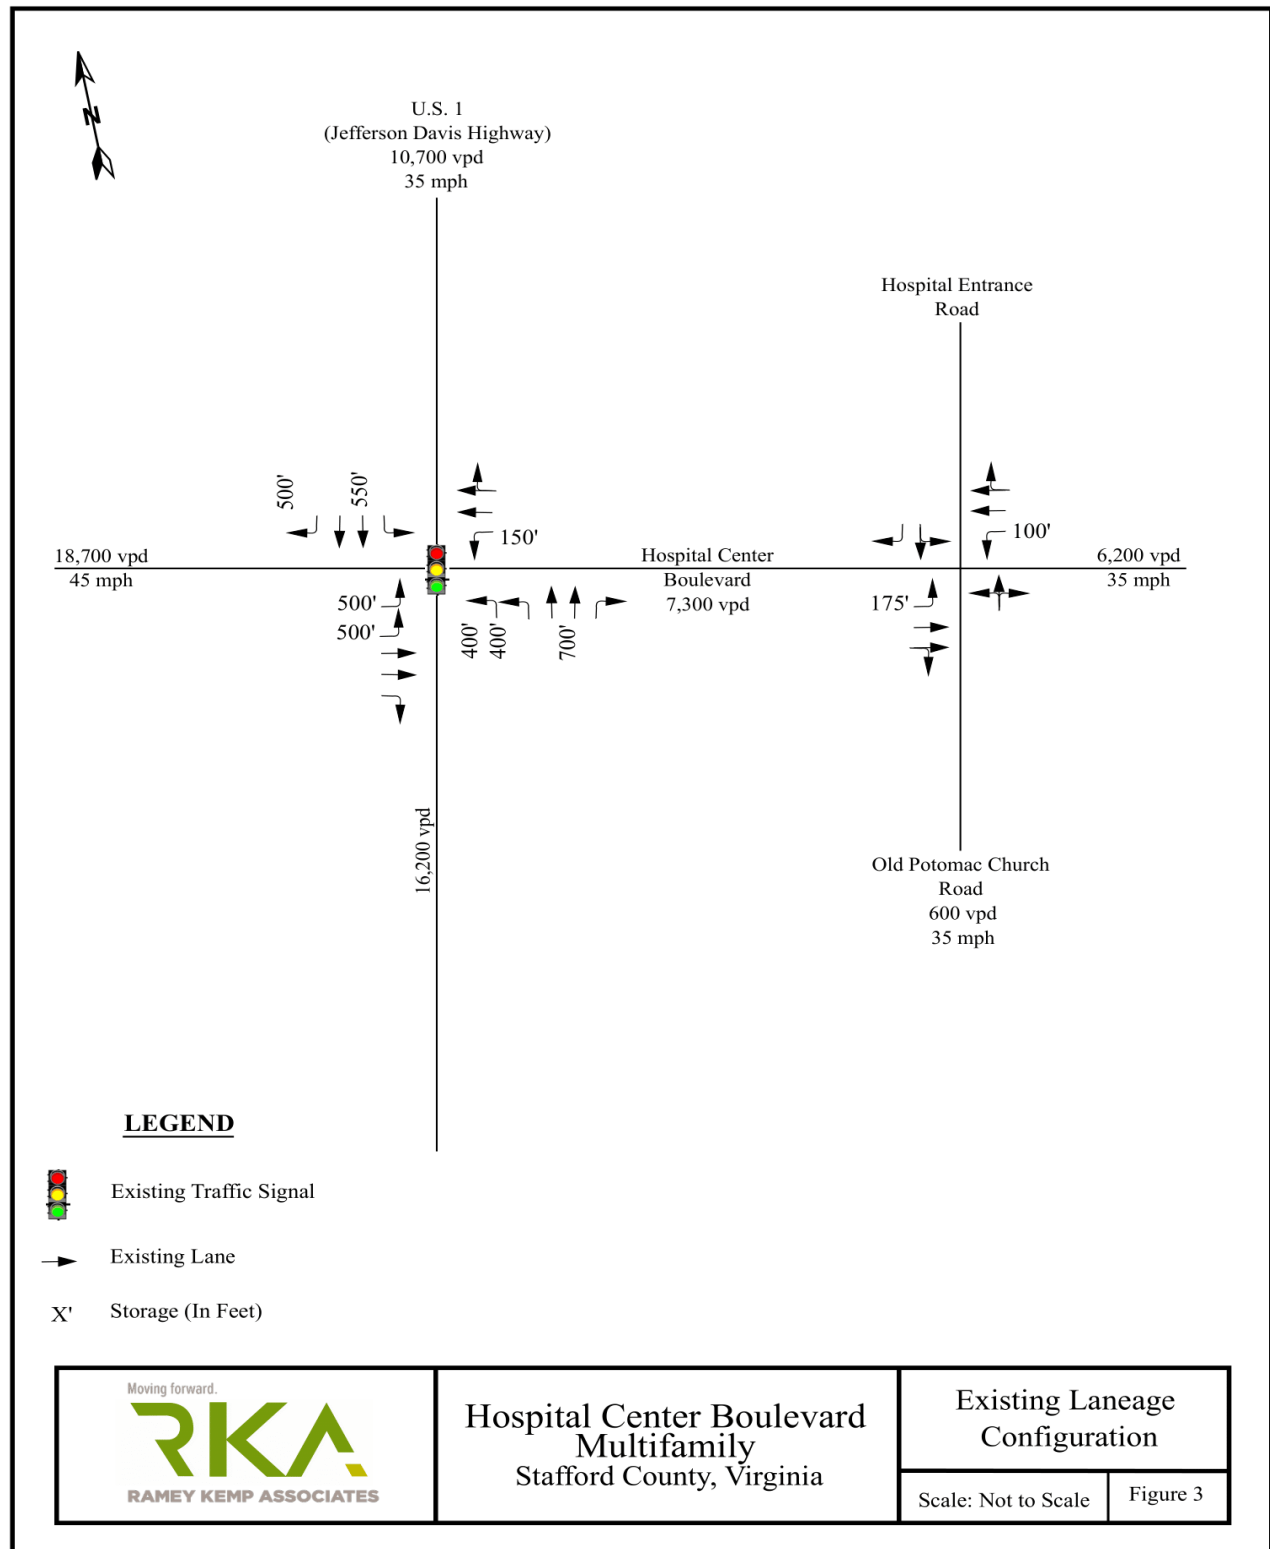 N
U.S. 1
(Jefferson Davis Highway)
10,700 vpd
35 mph
Hospital Entrance
Road
500'
550'
150'
100'
18,700 vpd
45 mph
Hospital Center
Boulevard
7,300 vpd
6,200 vpd
35 mph
500'
500'
400'
400'
700'
175'
16,200 vpd
Old Potomac Church
Road
600 vpd
35 mph
LEGEND
Existing Traffic Signal
Existing Lane
X' Storage (In Feet)
Moving forward.
RKA
RAMEY KEMP ASSOCIATES
Hospital Center Boulevard
Multifamily
Stafford County, Virginia
Existing Laneage
Configuration
Scale: Not to Scale
Figure 3